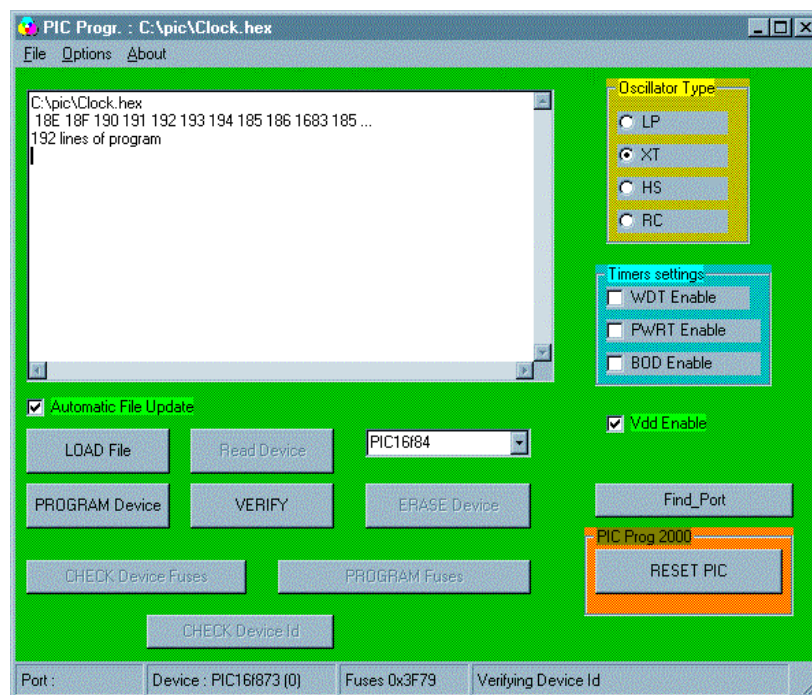 PIC Progr. : C:\pic\Clock.hex
File Options About
C:\pic\Clock.hex
18E 18F 190 191 192 193 194 185 186 1683 185 ...
192 lines of program
Oscillator Type
LP
XT
HS
RC
Timers settings
WDT Enable
PWRT Enable
BOD Enable
Automatic File Update
Vdd Enable
LOAD File
Read Device
PIC16f84
PROGRAM Device
VERIFY
ERASE Device
Find_Port
PIC Prog 2000
RESET PIC
CHECK Device Fuses
PROGRAM Fuses
CHECK Device Id
Port :
Device : PIC16f873 (0)
Fuses 0x3F79
Verifying Device Id